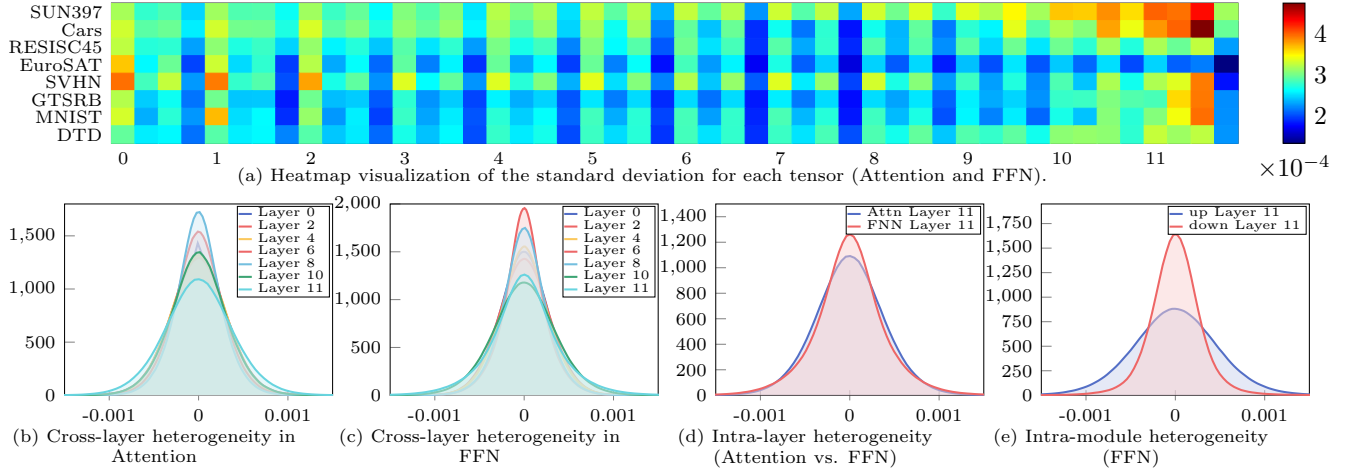 SUN397
Cars
RESISC45
EuroSAT
SVHN
GTSRB
MNIST
DTD
0 1 2 3 4 5 6 7 8 9 10 11
4
3
2
×10⁻⁴
(a) Heatmap visualization of the standard deviation for each tensor (Attention and FFN).
1,500
1,000
500
0
-0.001 0 0.001
Layer 0
Layer 2
Layer 4
Layer 6
Layer 8
Layer 10
Layer 11
(b) Cross-layer heterogeneity in
Attention
2,000
1,500
1,000
500
0
-0.001 0 0.001
Layer 0
Layer 2
Layer 4
Layer 6
Layer 8
Layer 10
Layer 11
(c) Cross-layer heterogeneity in
FFN
1,400
1,200
1,000
800
600
400
200
0
-0.001 0 0.001
Attn Layer 11
FNN Layer 11
(d) Intra-layer heterogeneity
(Attention vs. FFN)
1,750
1,500
1,250
1,000
750
500
250
0
-0.001 0 0.001
up Layer 11
down Layer 11
(e) Intra-module heterogeneity
(FFN)